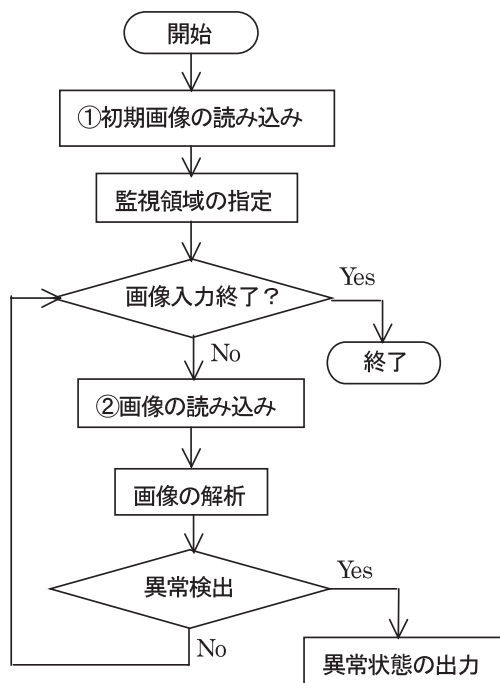 開始
①初期画像の読み込み
監視領域の指定
画像入力終了？
Yes
終了
No
②画像の読み込み
画像の解析
異常検出
Yes
No
異常状態の出力